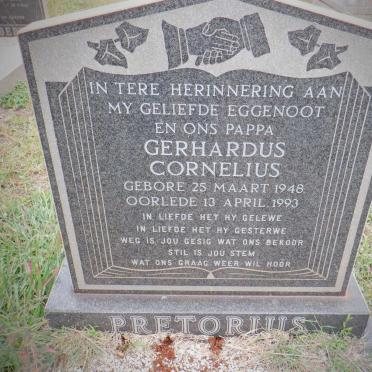 IN TERE HERINNERING AAN
MY GELIEFDE EGGENOOT
EN ONS PAPPA
GERHARDUS
CORNELIUS
GEBORE 25 MAART 1948
OORLEDE 13 APRIL 1993
IN LIEFDE HET HY GELEWE
IN LIEFDE HET HY GESTERWE
WEG IS JOU GESIG WAT ONS BEKOOR
STIL IS JOU STEM
WAT ONS GRAAG WEER WIL HOOR
PRETORIUS